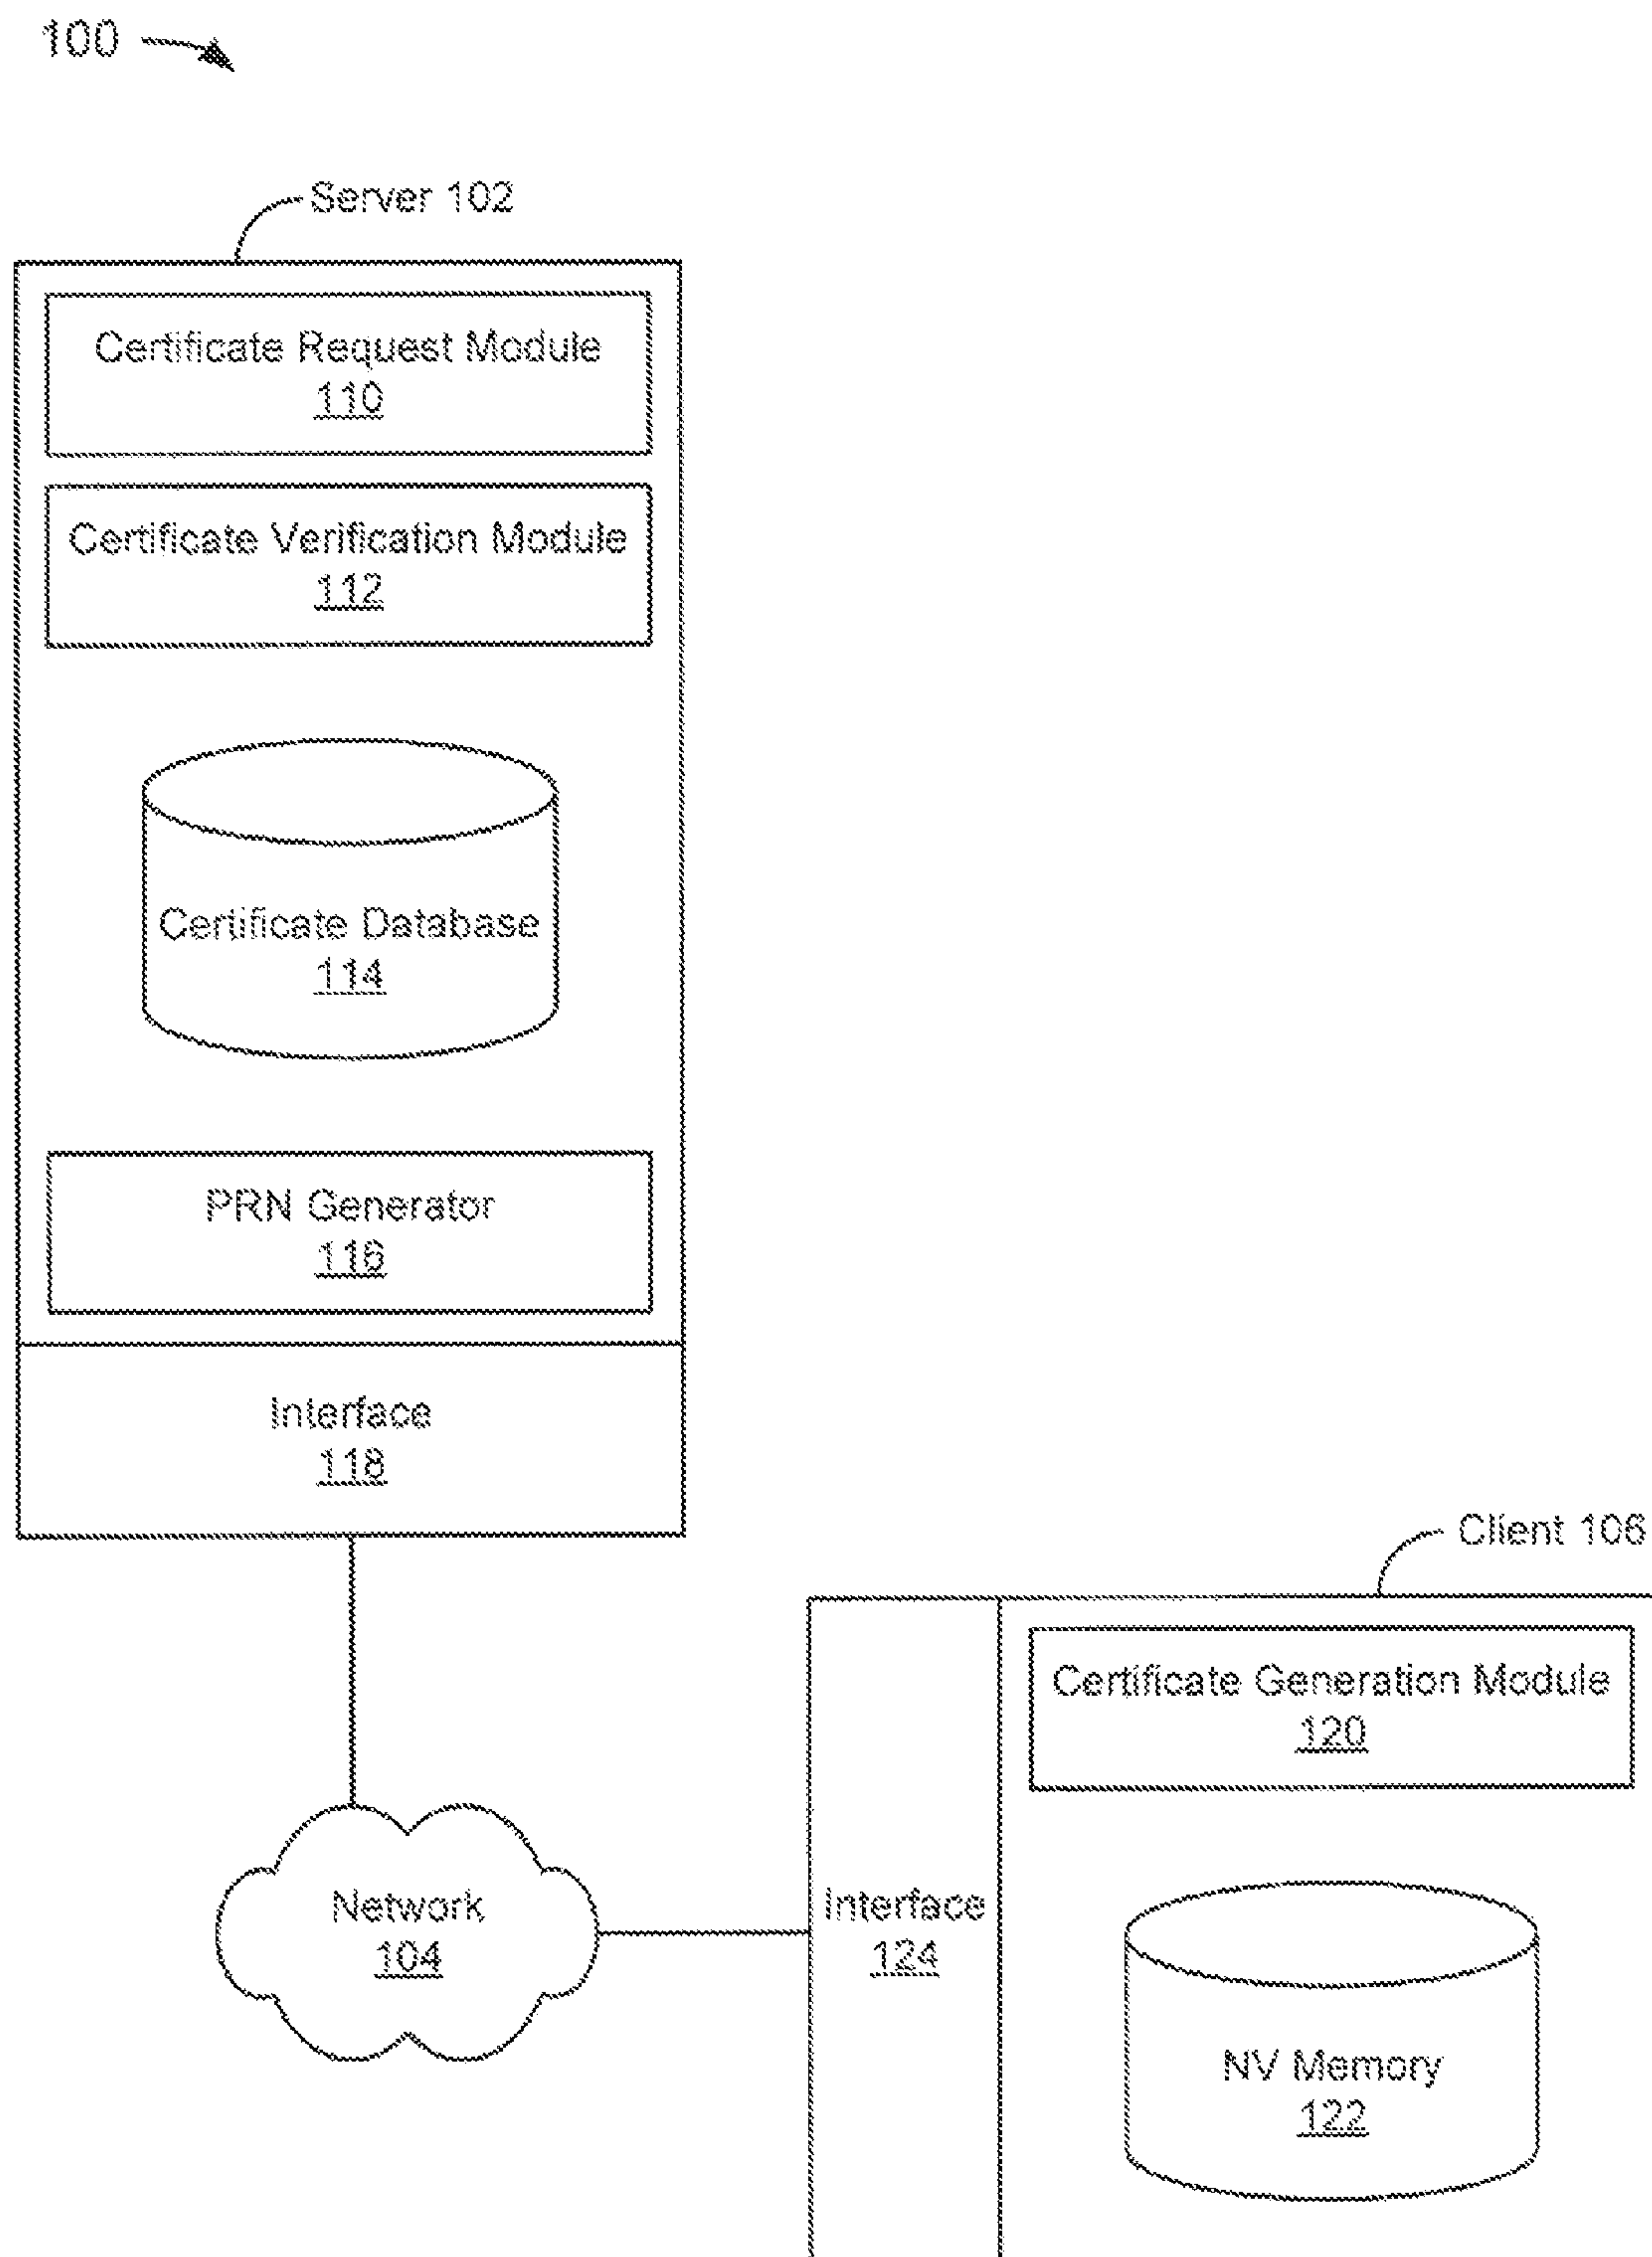 100
Server 102
Certificate Request Module
110
Certificate Verification Module
112
Certificate Database
114
PRN Generator
116
Interface
118
Client 106
Certificate Generation Module
120
Network
104
Interface
124
NV Memory
122